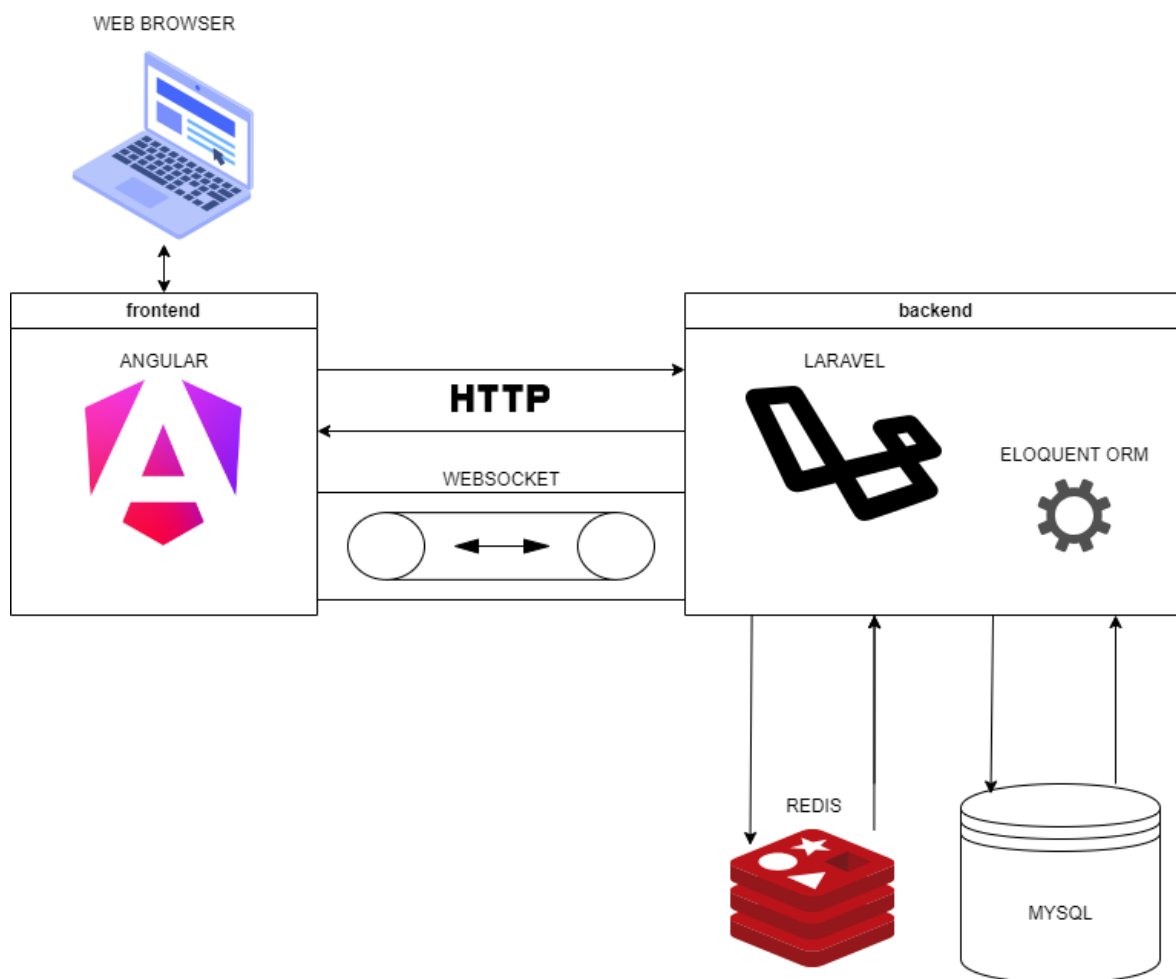 WEB BROWSER
frontend
backend
ANGULAR
LARAVEL
HTTP
ELOQUENT ORM
WEBSOCKET
REDIS
MYSQL